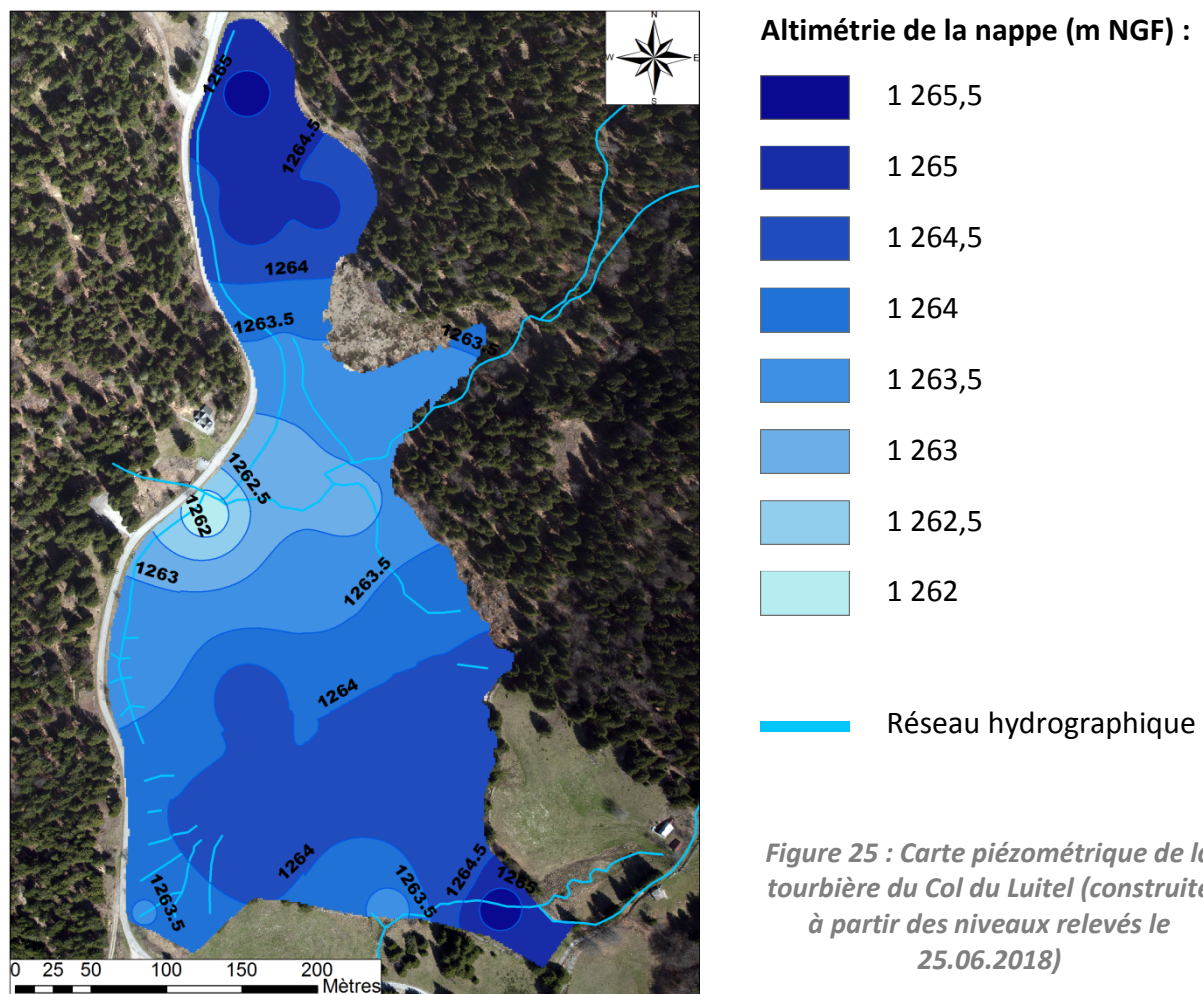 N
W
E
S
1265
1264.5
1264
1263.5
1263.5
1262.5
1262
1263
1263.5
1264
1264
1263.5
1264.5
1265
1263.5
0 25 50 100 150 200
Mètres
Altimétrie de la nappe (m NGF) :
1 265,5
1 265
1 264,5
1 264
1 263,5
1 263
1 262,5
1 262
Réseau hydrographique
Figure 25 : Carte piézométrique de la
tourbière du Col du Luitel (construite
à partir des niveaux relevés le
25.06.2018)